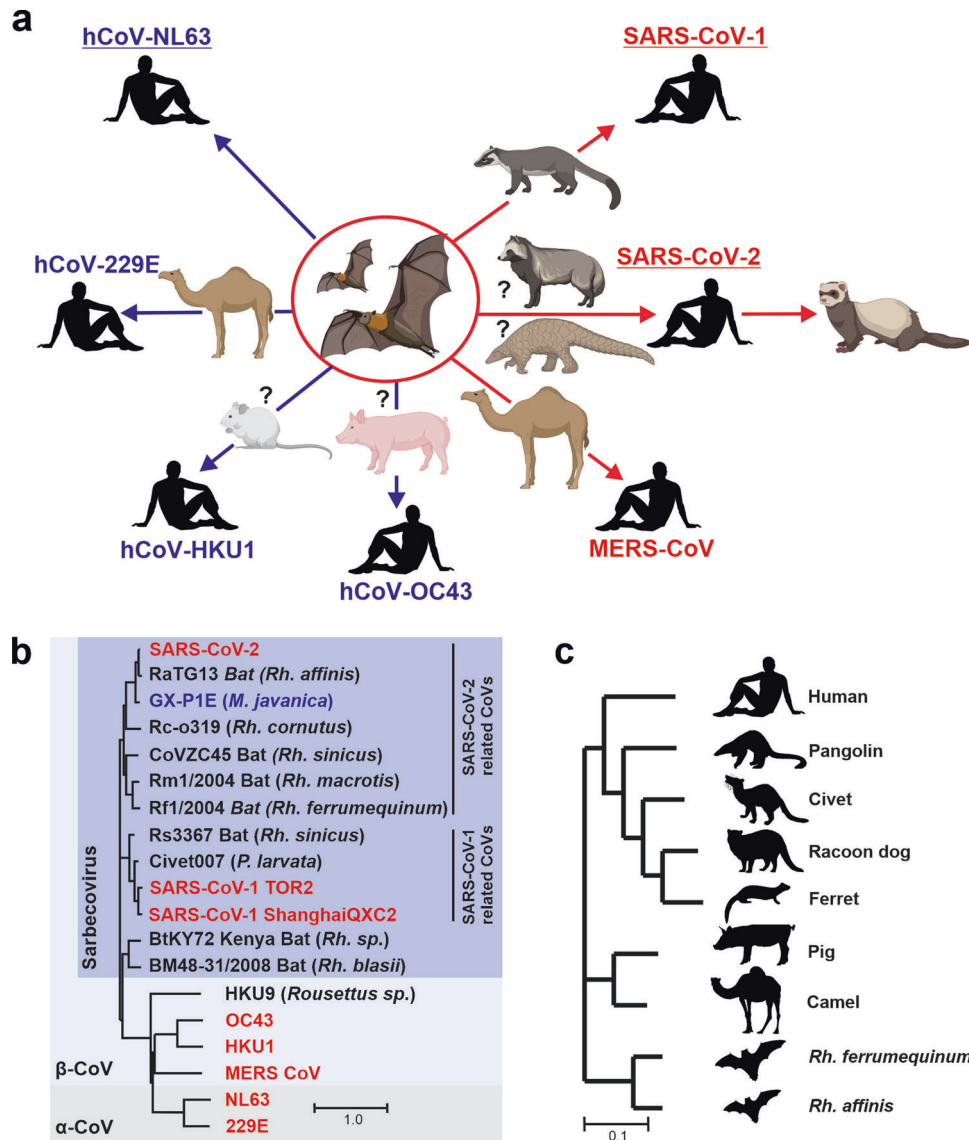 a
hCoV-NL63
SARS-CoV-1
hCoV-229E
SARS-CoV-2
?
?
?
?
hCoV-HKU1
hCoV-OC43
MERS-CoV
b
SARS-CoV-2
RaTG13 Bat (Rh. affinis)
GX-P1E (M. javanica)
Rc-o319 (Rh. cornutus)
CoVZC45 Bat (Rh. sinicus)
Rm1/2004 Bat (Rh. macrotis)
Rf1/2004 Bat (Rh. ferrumequinum)
Rs3367 Bat (Rh. sinicus)
Civet007 (P. larvata)
SARS-CoV-1 TOR2
SARS-CoV-1 ShanghaiQXC2
BtKY72 Kenya Bat (Rh. sp.)
BM48-31/2008 Bat (Rh. blasii)
HKU9 (Rousettus sp.)
OC43
HKU1
MERS CoV
NL63
229E
Sarbecovirus
β-CoV
α-CoV
SARS-CoV-2
related CoVs
SARS-CoV-1
related CoVs
1.0
c
Human
Pangolin
Civet
Racoon dog
Ferret
Pig
Camel
Rh. ferrumequinum
Rh. affinis
0.1